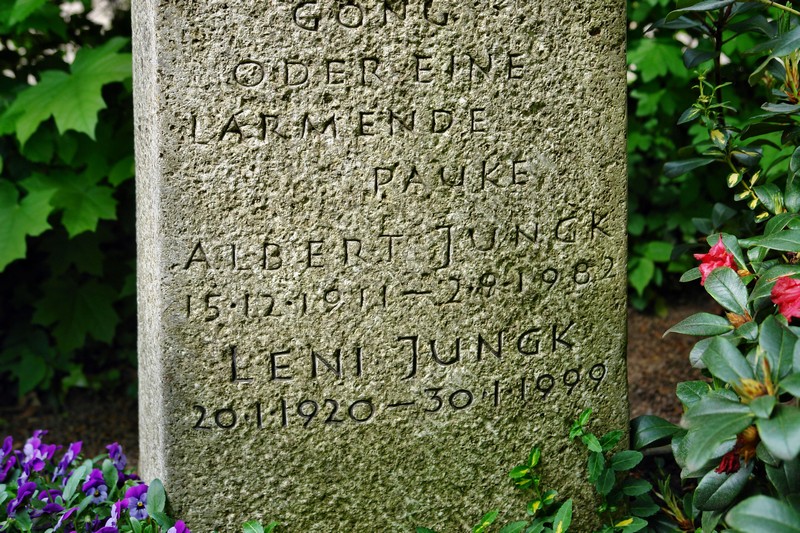 GONG
ODER EINE
LÄRMENDE
PAUKE
ALBERT JUNGK
15.12.1911 – 2.9.1982
LENI JUNGK
20.1.1920 – 30.1.1999